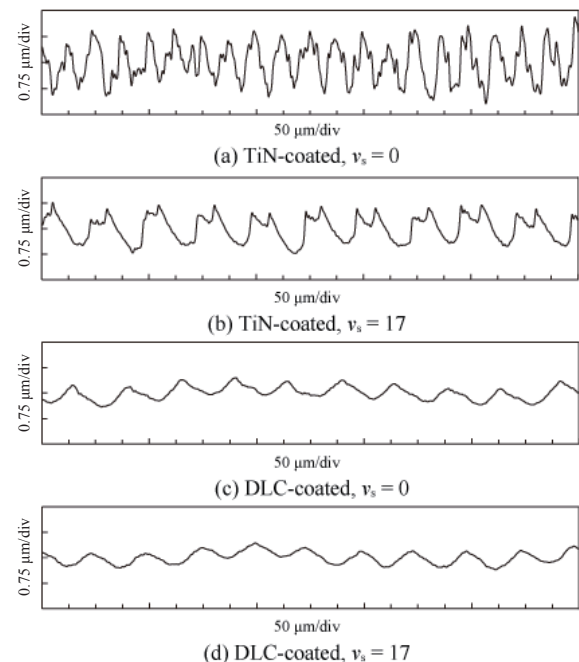 0.75 μm/div
50 μm/div
(a) TiN-coated, vs = 0
0.75 μm/div
50 μm/div
(b) TiN-coated, vs = 17
0.75 μm/div
50 μm/div
(c) DLC-coated, vs = 0
0.75 μm/div
50 μm/div
(d) DLC-coated, vs = 17